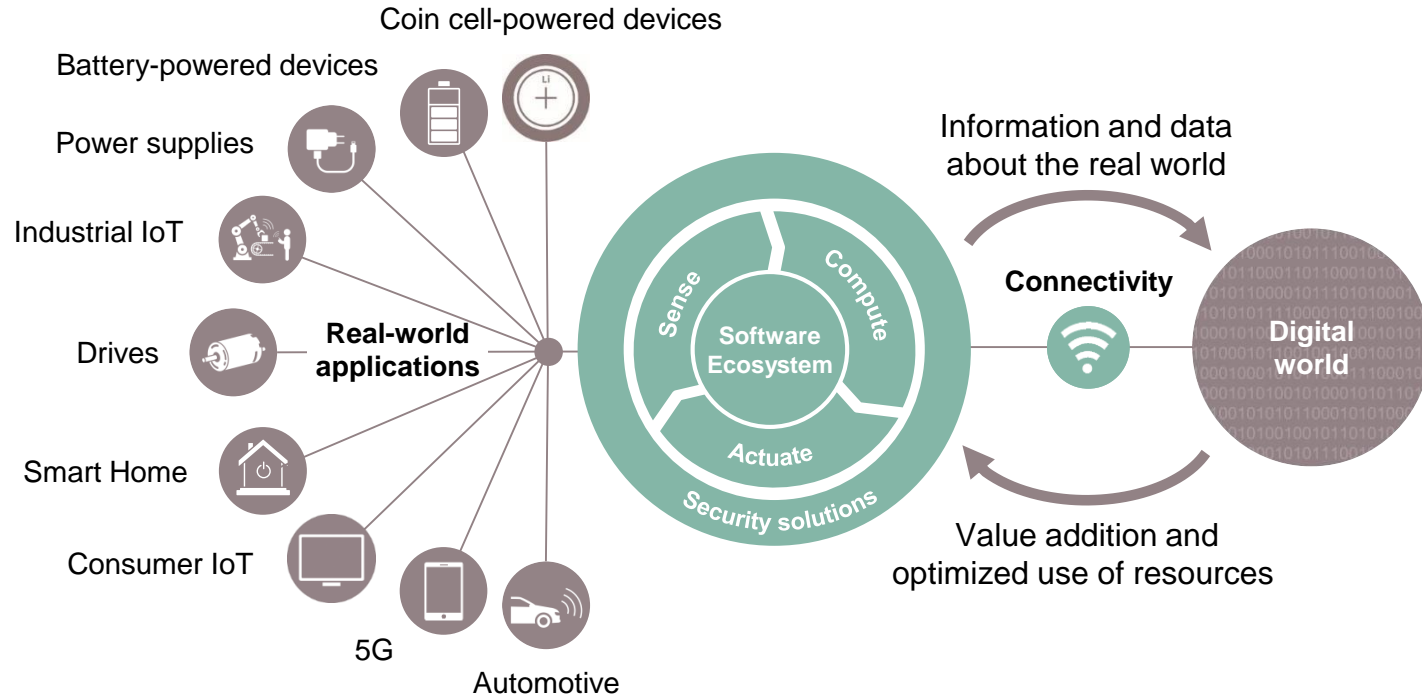 Coin cell-powered devices
Battery-powered devices
Li
Power supplies
Industrial IoT
Drives
Smart Home
Consumer IoT
5G
Automotive
Real-world
applications
Sense
Compute
Actuate
Software
Ecosystem
Security solutions
Information and data
about the real world
Connectivity
Digital
world
Value addition and
optimized use of resources